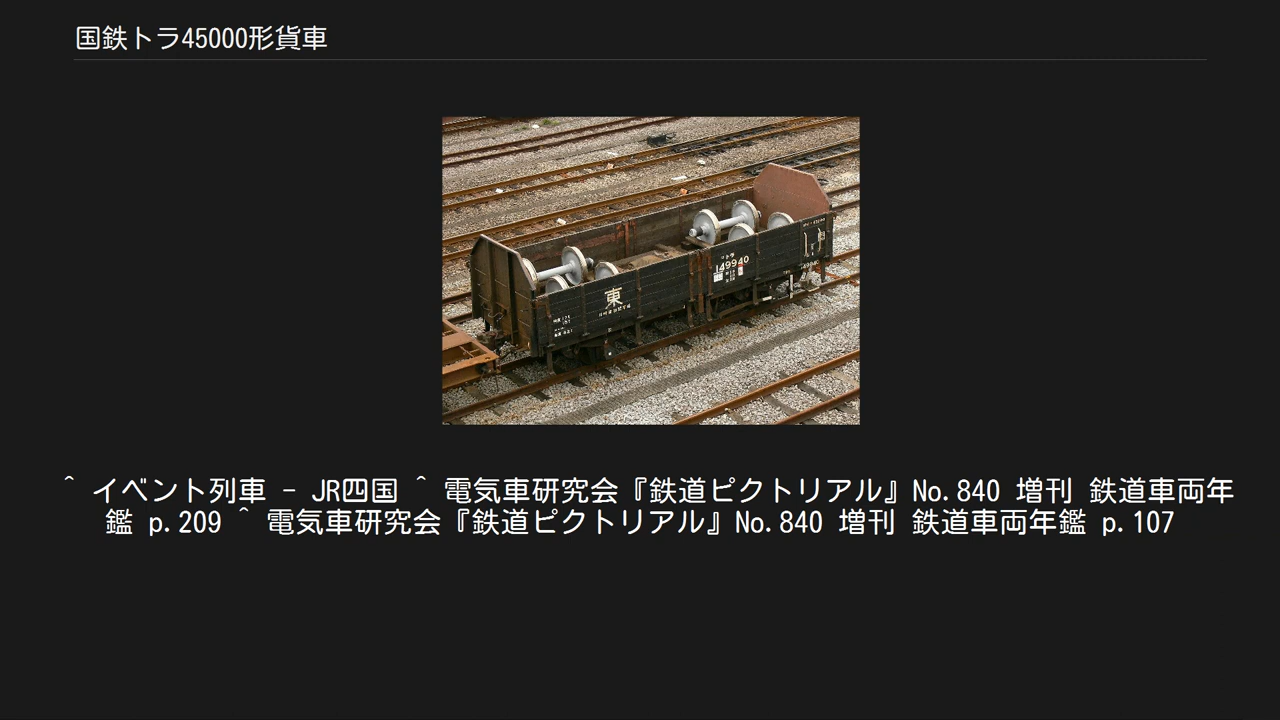 国鉄トラ45000形貨車
149940
東
^ イベント列車 - JR四国 ^ 電気車研究会『鉄道ピクトリアル』No.840 増刊 鉄道車両年
鑑 p.209 ^ 電気車研究会『鉄道ピクトリアル』No.840 増刊 鉄道車両年鑑 p.107